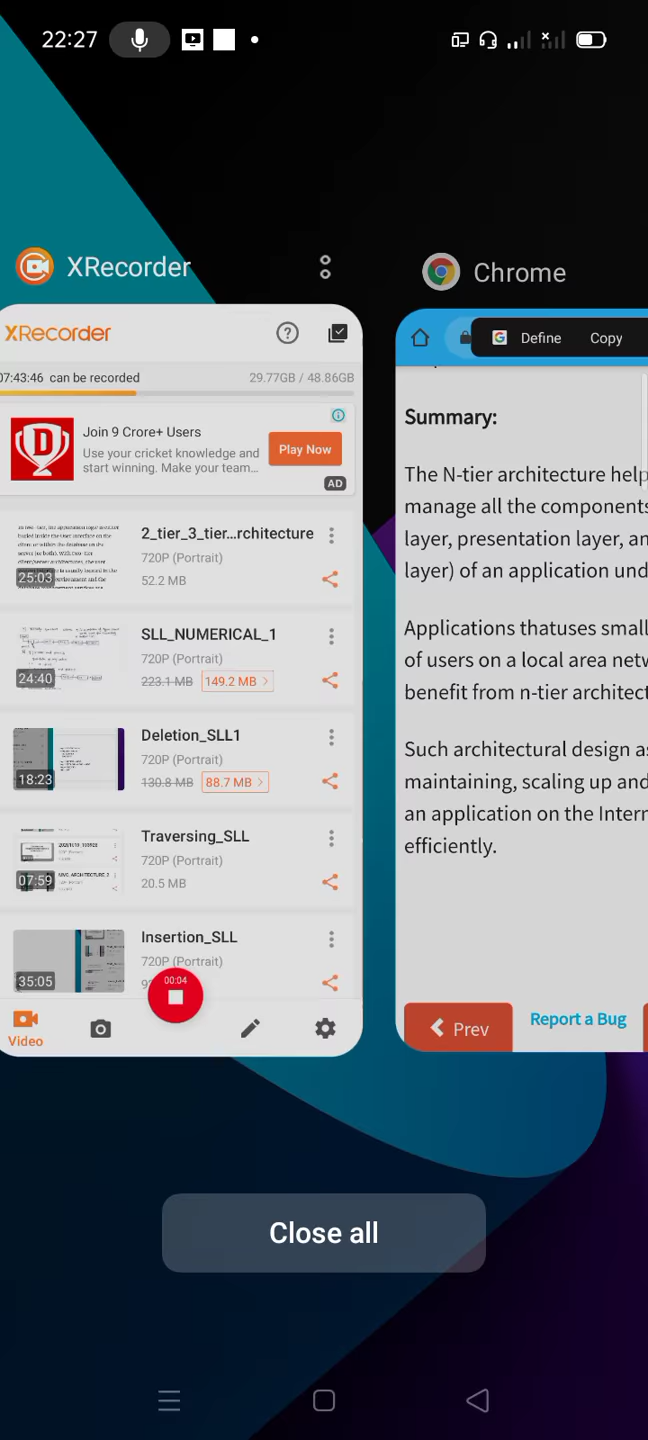 22:27
XRecorder
Chrome
XRecorder
07:43:46 can be recorded
29.77GB / 48.86GB
Join 9 Crore+ Users
Use your cricket knowledge and
start winning. Make your team...
Play Now
AD
2_tier_3_tier...rchitecture
720P (Portrait)
25:03
52.2 MB
SLL_NUMERICAL_1
720P (Portrait)
24:40
223.1 MB 149.2 MB >
Deletion_SLL1
720P (Portrait)
18:23
130.8 MB 88.7 MB >
Traversing_SLL
720P (Portrait)
07:59
20.5 MB
Insertion_SLL
720P (Portrait)
35:05
00:04
Video
Define
Copy
Summary:
The N-tier architecture help
manage all the components
layer, presentation layer, an
layer) of an application und
Applications thatuses small
of users on a local area netw
benefit from n-tier architect
Such architectural design as
maintaining, scaling up and
an application on the Intern
efficiently.
Prev
Report a Bug
Close all